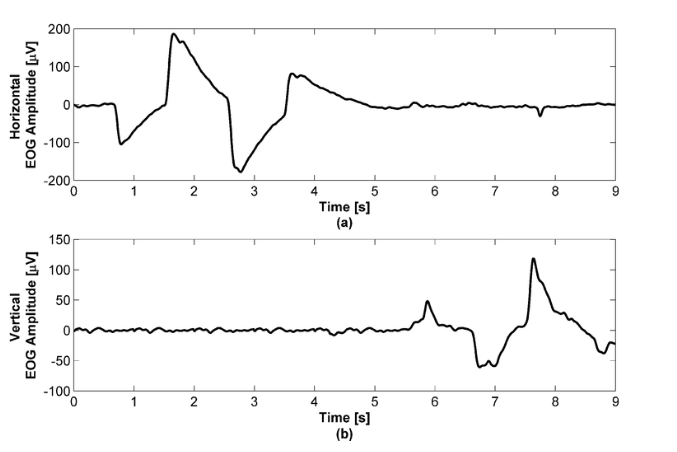 Horizontal
EOG Amplitude [µV]
200
100
0
-100
-200
0 1 2 3 4 5 6 7 8 9
Time [s]
(a)
Vertical
EOG Amplitude [µV]
150
100
50
0
-50
-100
0 1 2 3 4 5 6 7 8 9
Time [s]
(b)